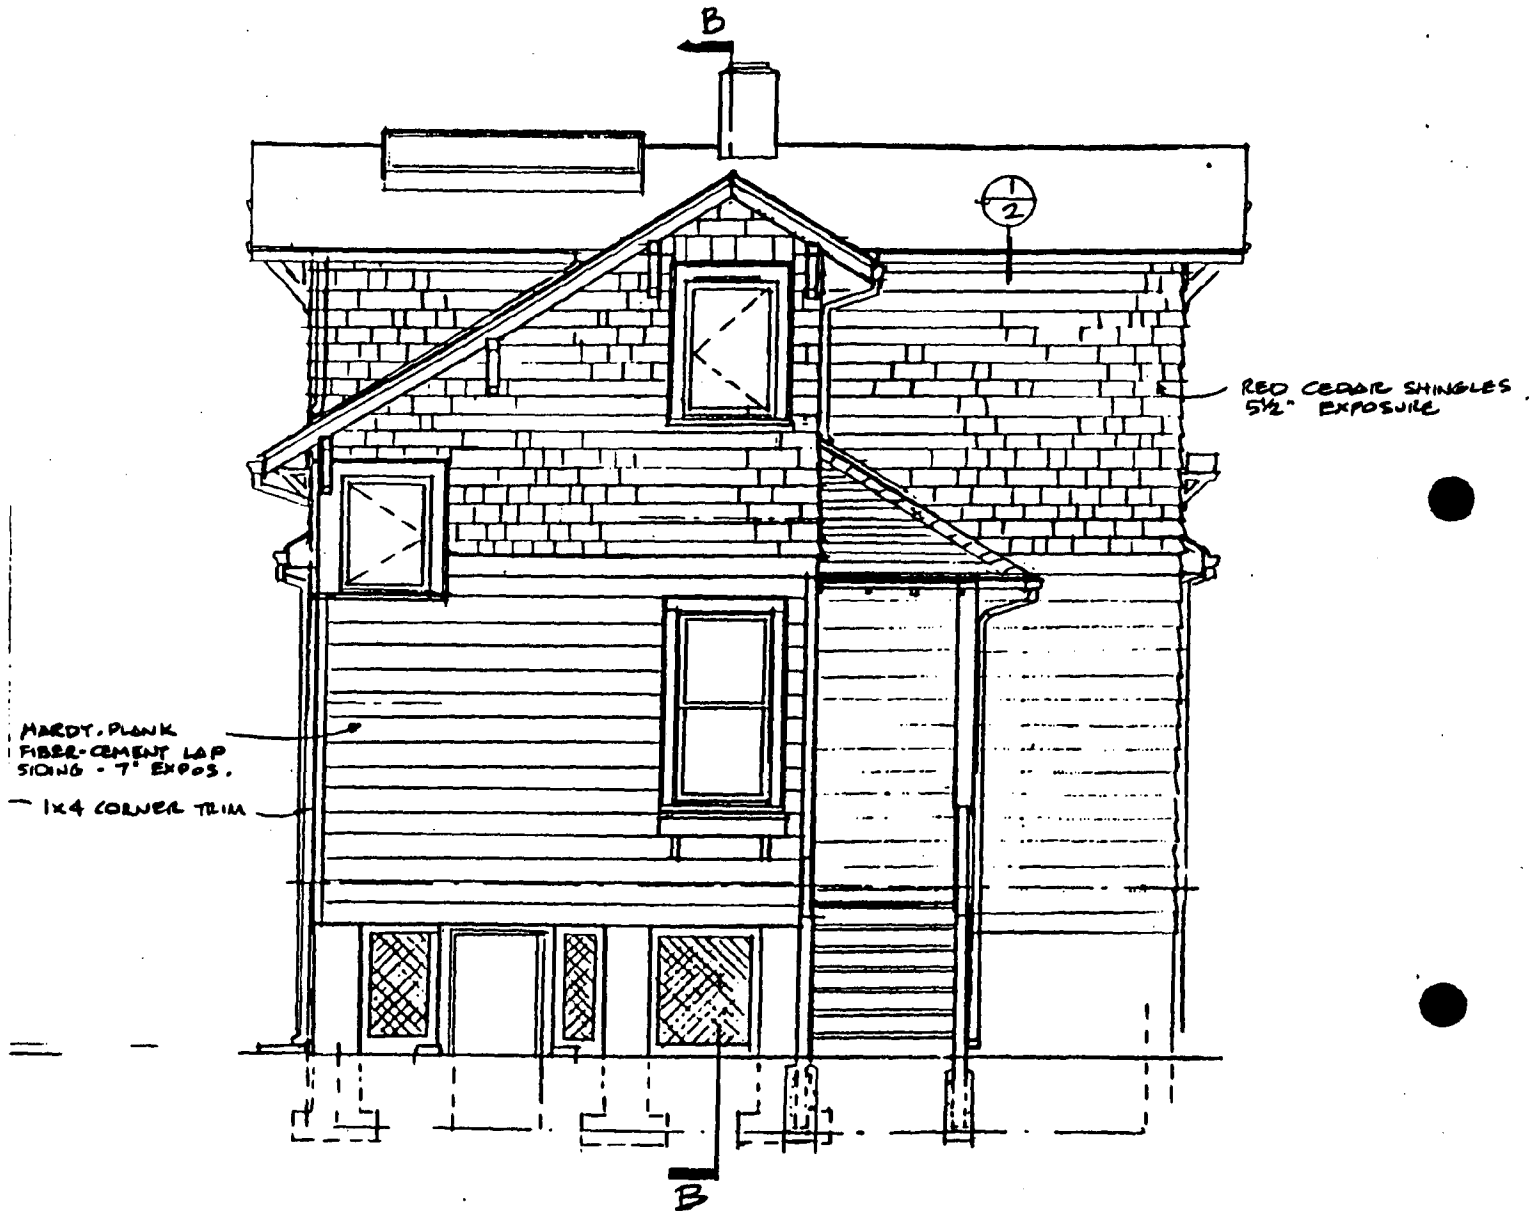 B
1
2
RED CEDAR SHINGLES
5½" EXPOSURE
HARDY.PLANK
FIBER-CEMENT LAP
SIDING - 7" EXPOS.
1x4 CORNER TRIM
B